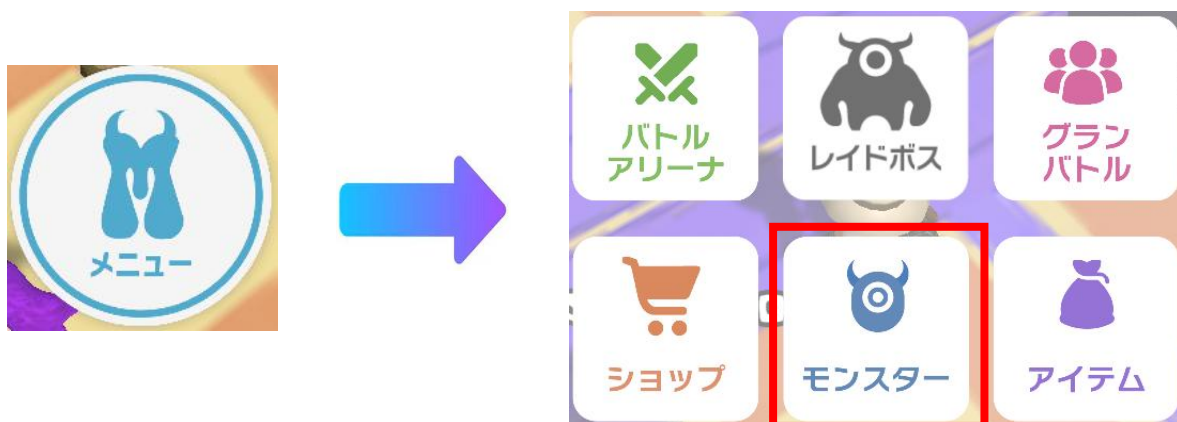 メニュー
バトル
アリーナ
レイドボス
グラン
バトル
ショップ
モンスター
アイテム